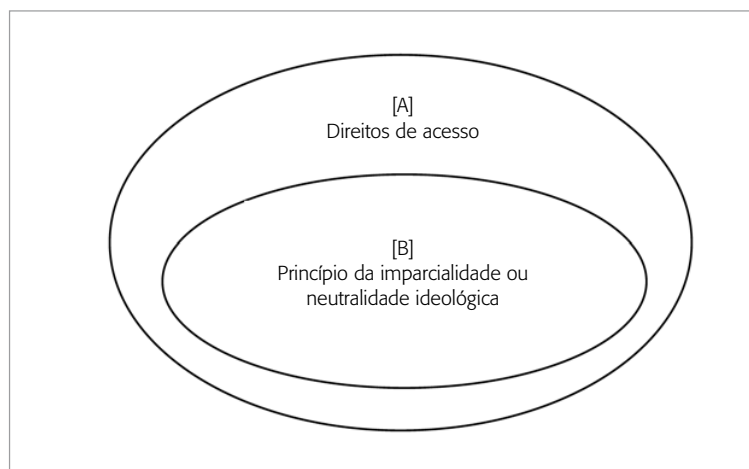 [A]
Direitos de acesso
[B]
Princípio da imparcialidade ou
neutralidade ideológica